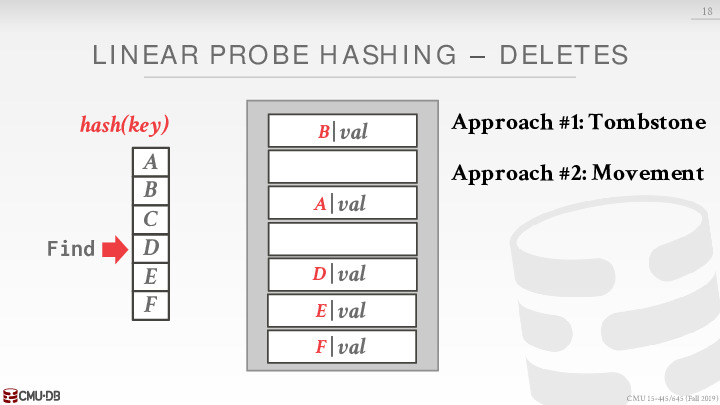 18
LINEAR PROBE HASHING – DELETES
hash(key)
A
B
C
Find D
E
F
B|val
A|val
D|val
E|val
F|val
Approach #1: Tombstone
Approach #2: Movement
CMU·DB
CMU 15-445/645 (Fall 2019)